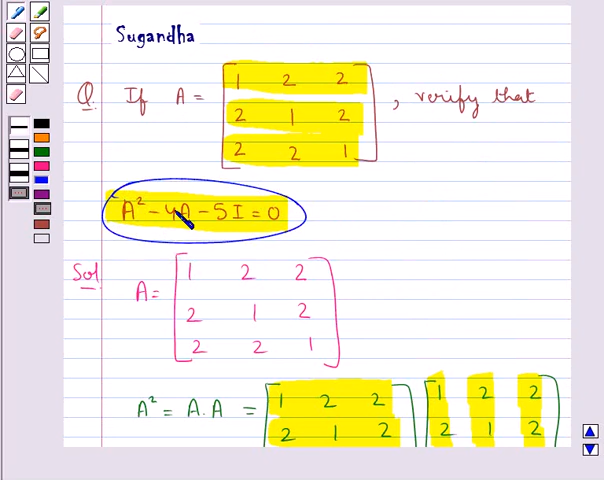 Sugandha
Q. If A = [1 2 2
2 1 2
2 2 1] , verify that
A² - 4A - 5I = 0
Sol A = [1 2 2
2 1 2
2 2 1]
A² = A.A = [1 2 2 [1 2 2
2 1 2 2 1 2